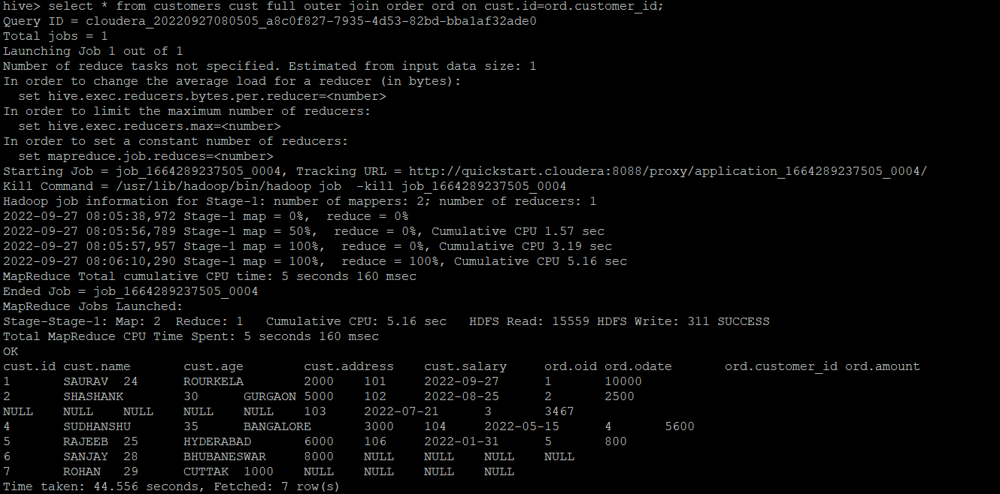 hive> select * from customers cust full outer join order ord on cust.id=ord.customer_id;
Query ID = cloudera_20220927080505_a8c0f827-7935-4d53-82bd-bba1af32ade0
Total jobs = 1
Launching Job 1 out of 1
Number of reduce tasks not specified. Estimated from input data size: 1
In order to change the average load for a reducer (in bytes):
  set hive.exec.reducers.bytes.per.reducer=<number>
In order to limit the maximum number of reducers:
  set hive.exec.reducers.max=<number>
In order to set a constant number of reducers:
  set mapreduce.job.reduces=<number>
Starting Job = job_1664289237505_0004, Tracking URL = http://quickstart.cloudera:8088/proxy/application_1664289237505_0004/
Kill Command = /usr/lib/hadoop/bin/hadoop job  -kill job_1664289237505_0004
Hadoop job information for Stage-1: number of mappers: 2; number of reducers: 1
2022-09-27 08:05:38,972 Stage-1 map = 0%,  reduce = 0%
2022-09-27 08:05:56,789 Stage-1 map = 50%,  reduce = 0%, Cumulative CPU 1.57 sec
2022-09-27 08:05:57,957 Stage-1 map = 100%,  reduce = 0%, Cumulative CPU 3.19 sec
2022-09-27 08:06:10,290 Stage-1 map = 100%,  reduce = 100%, Cumulative CPU 5.16 sec
MapReduce Total cumulative CPU time: 5 seconds 160 msec
Ended Job = job_1664289237505_0004
MapReduce Jobs Launched:
Stage-Stage-1: Map: 2  Reduce: 1   Cumulative CPU: 5.16 sec   HDFS Read: 15559 HDFS Write: 311 SUCCESS
Total MapReduce CPU Time Spent: 5 seconds 160 msec
OK
cust.id cust.name       cust.age        cust.address    cust.salary     ord.oid ord.odate       ord.customer_id ord.amount
1       SAURAV  24      ROURKELA        2000    101     2022-09-27      1       10000
2       SHASHANK        30      GURGAON 5000    102     2022-08-25      2       2500
NULL    NULL    NULL    NULL    NULL    103     2022-07-21      3       3467
4       SUDHANSHU       35      BANGALORE       3000    104     2022-05-15      4       5600
5       RAJEEB  25      HYDERABAD       6000    106     2022-01-31      5       800
6       SANJAY  28      BHUBANESWAR     8000    NULL    NULL    NULL    NULL
7       ROHAN   29      CUTTAK  1000    NULL    NULL    NULL    NULL
Time taken: 44.556 seconds, Fetched: 7 row(s)